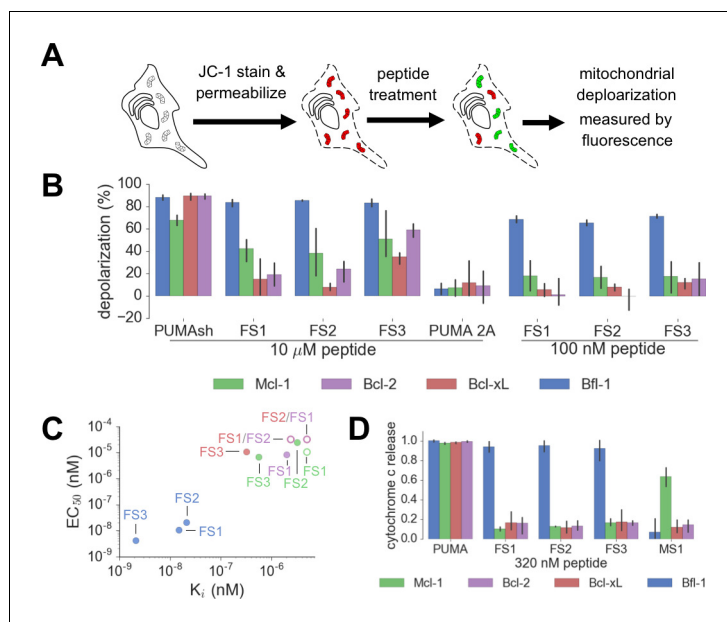 A
JC-1 stain &
permeabilize
peptide
treatment
mitochondrial
deploarization
measured by
fluorescence
B
depolarization (%)
100
80
60
40
20
0
−20
PUMAsh FS1 FS2 FS3 PUMA 2A FS1 FS2 FS3
10 μM peptide 100 nM peptide
Mcl-1 Bcl-2 Bcl-xL Bfl-1
C
EC50 (nM)
10⁻⁴
10⁻⁵
10⁻⁶
10⁻⁷
10⁻⁸
10⁻⁹
FS2/FS1
FS1/FS2
FS3
FS1
FS3
FS2
FS1
FS2
FS3
FS1
10⁻⁹ 10⁻⁸ 10⁻⁷ 10⁻⁶
Ki (nM)
D
cytochrome c release
1.0
0.8
0.6
0.4
0.2
0.0
PUMA FS1 FS2 FS3 MS1
320 nM peptide
Mcl-1 Bcl-2 Bcl-xL Bfl-1